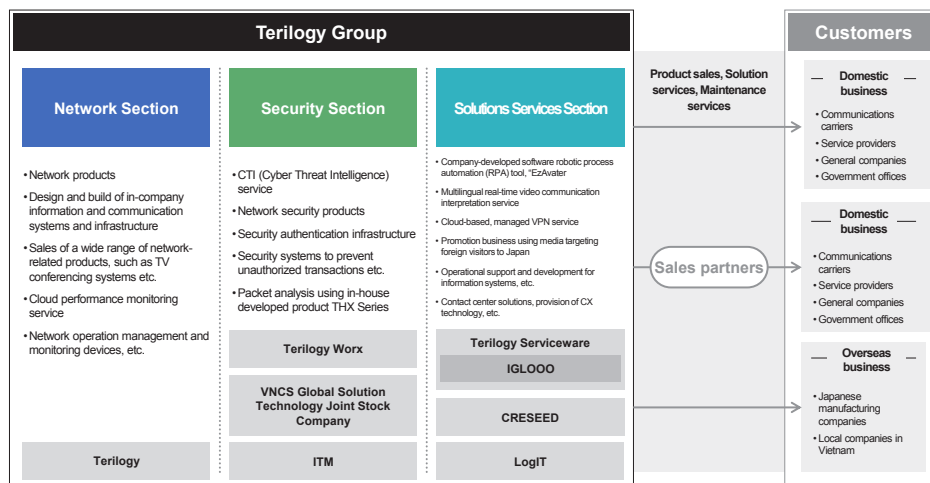 Terilogy Group
Network Section
• Network products
• Design and build of in-company
information and communication
systems and infrastructure
• Sales of a wide range of network-
related products, such as TV
conferencing systems etc.
• Cloud performance monitoring
service
• Network operation management and
monitoring devices, etc.
Terilogy
Security Section
• CTI (Cyber Threat Intelligence)
service
• Network security products
• Security authentication infrastructure
• Security systems to prevent
unauthorized transactions etc.
• Packet analysis using in-house
developed product THX Series
Terilogy Worx
VNCS Global Solution
Technology Joint Stock
Company
ITM
Solutions Services Section
• Company-developed software robotic process
automation (RPA) tool, “EzAvater
• Multilingual real-time video communication
interpretation service
• Cloud-based, managed VPN service
• Promotion business using media targeting
foreign visitors to Japan
• Operational support and development for
information systems, etc.
• Contact center solutions, provision of CX
technology, etc.
Terilogy Serviceware
IGLOOO
CRESEED
LogIT
Product sales, Solution
services, Maintenance
services
Sales partners
Customers
Domestic
business
• Communications
carriers
• Service providers
• General companies
• Government offices
Domestic
business
• Communications
carriers
• Service providers
• General companies
• Government offices
Overseas
business
• Japanese
manufacturing
companies
• Local companies in
Vietnam